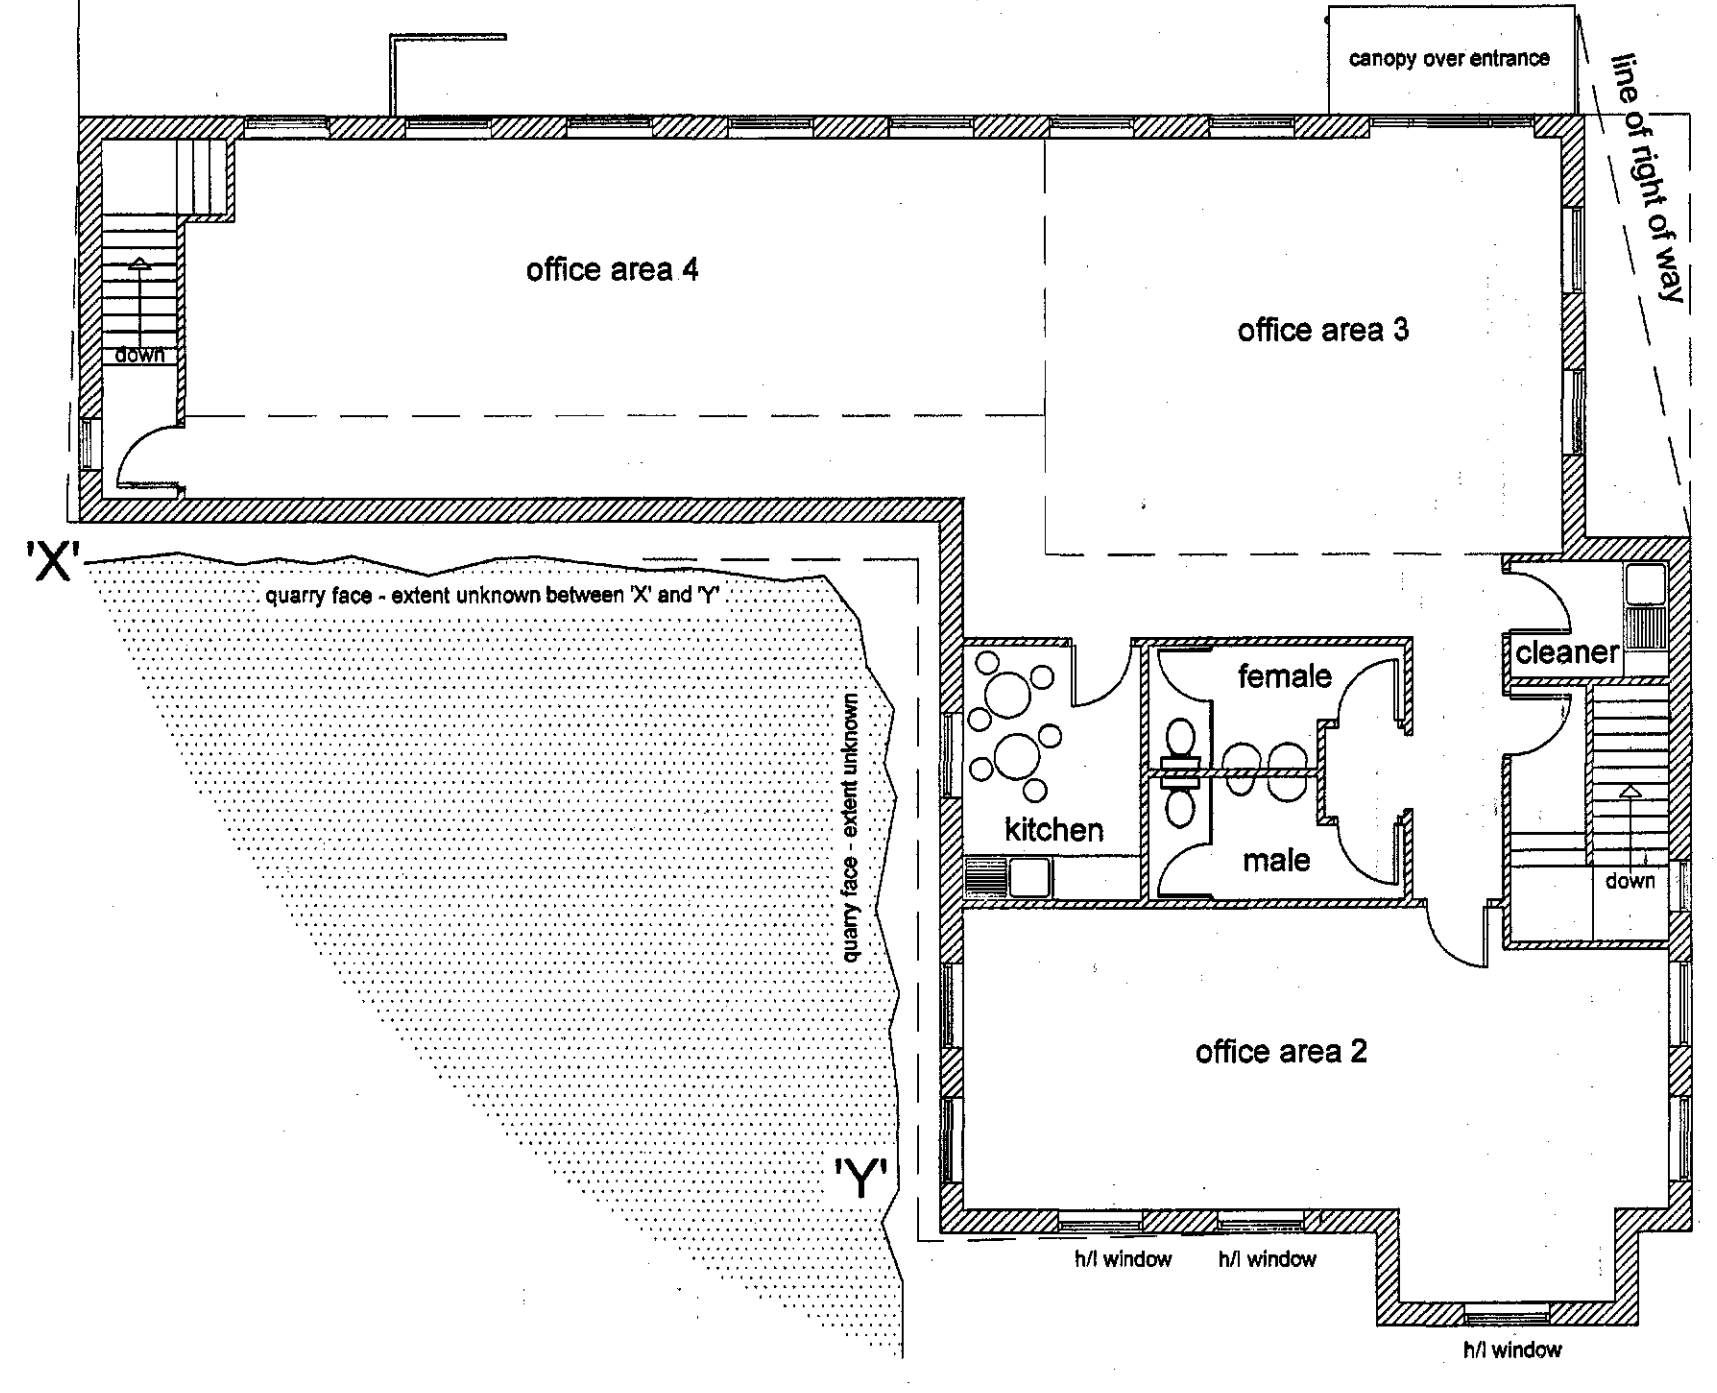 canopy over entrance
line of right of way
office area 4
office area 3
down
'X'
quarry face - extent unknown between 'X' and 'Y'
cleaner
female
quarry face - extent unknown
kitchen
male
down
office area 2
'Y'
h/l window
h/l window
h/l window